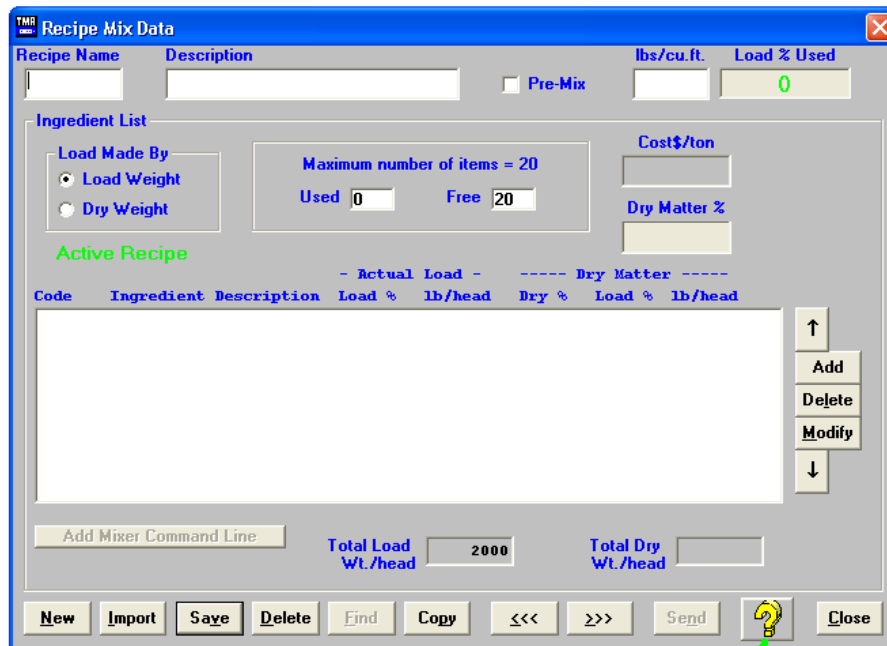 TMR Recipe Mix Data
Recipe Name Description lbs/cu.ft. Load % Used
Pre-Mix 0
Ingredient List
Load Made By
Load Weight
Dry Weight
Maximum number of items = 20
Used 0 Free 20
Cost$/ton
Dry Matter %
Active Recipe
- Actual Load - ----- Dry Matter -----
Code Ingredient Description Load % lb/head Dry % Load % lb/head
↑
Add
Delete
Modify
↓
Add Mixer Command Line
Total Load Wt./head 2000
Total Dry Wt./head
New Import Save Delete Find Copy <<< >>> Send ? Close